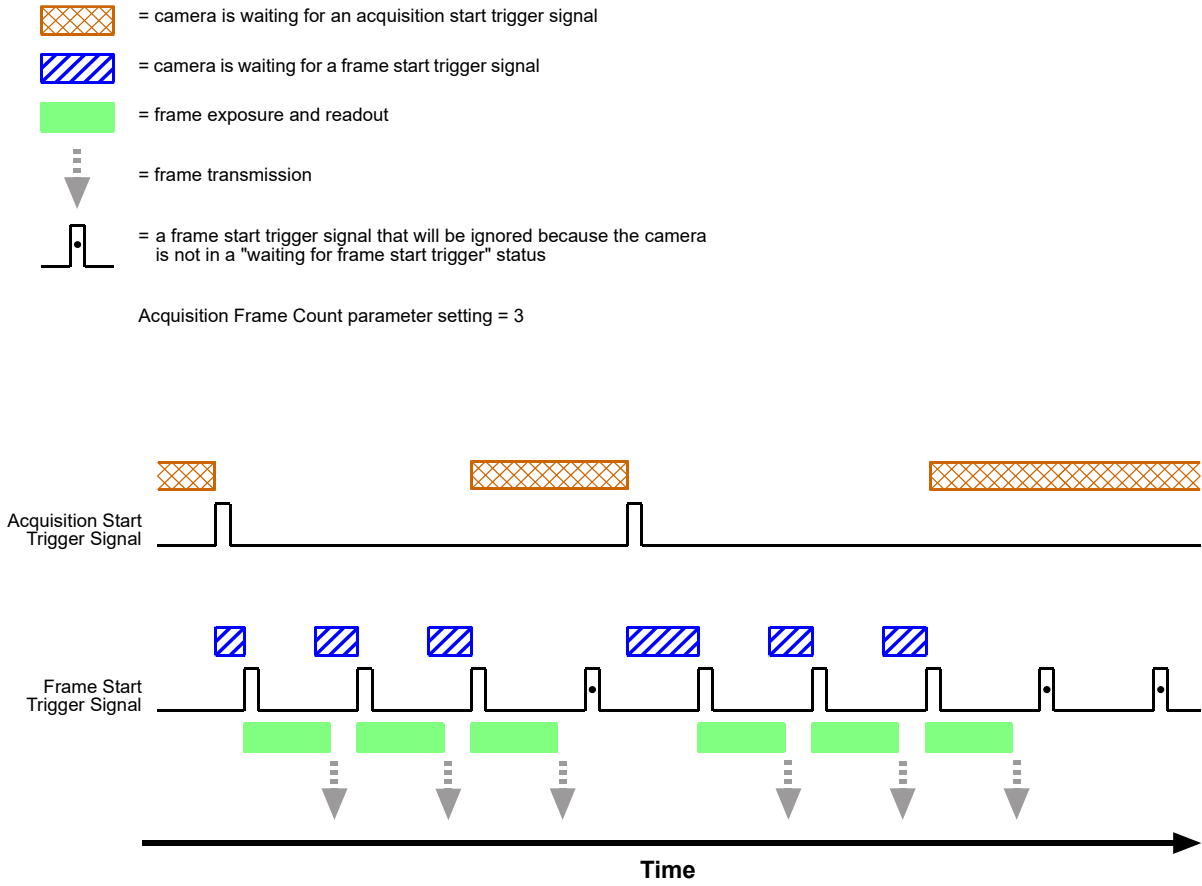 = camera is waiting for an acquisition start trigger signal
= camera is waiting for a frame start trigger signal
= frame exposure and readout
= frame transmission
= a frame start trigger signal that will be ignored because the camera
is not in a "waiting for frame start trigger" status
Acquisition Frame Count parameter setting = 3
Acquisition Start
Trigger Signal
Frame Start
Trigger Signal
Time